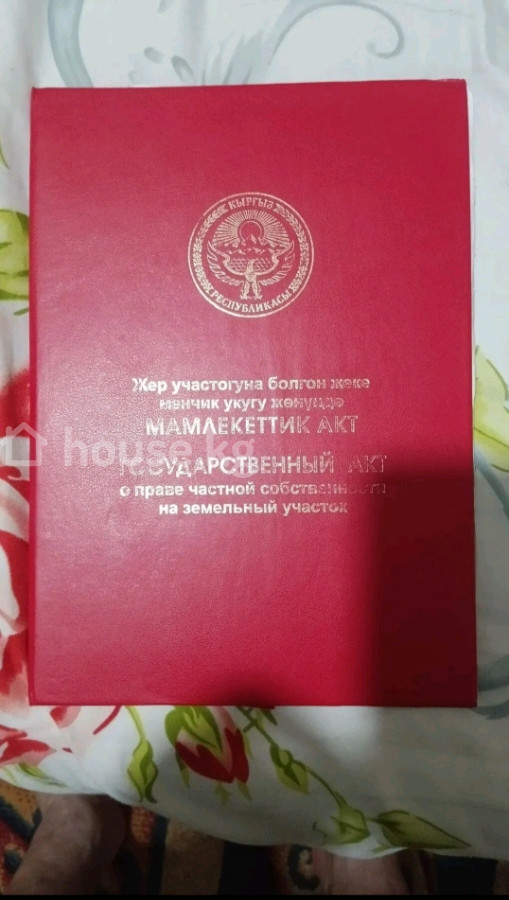 КЫРГЫЗ
РЕСПУБЛИКАСЫ
Жер участогуна болгон жеке
менчик укугу жөнүндө
МАМЛЕКЕТТИК АКТ
house.kg
ГОСУДАРСТВЕННЫЙ АКТ
о праве частной собственности
на земельный участок